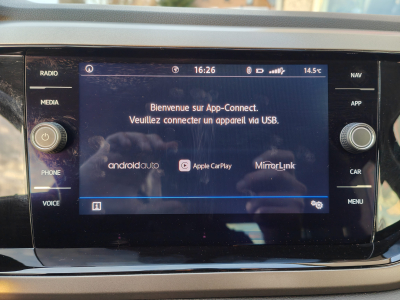 RADIO
16:26
14.5°C
NAV
MEDIA
APP
Bienvenue sur App-Connect.
Veuillez connecter un appareil via USB.
androidauto
Apple CarPlay
MirrorLink
PHONE
CAR
VOICE
MENU